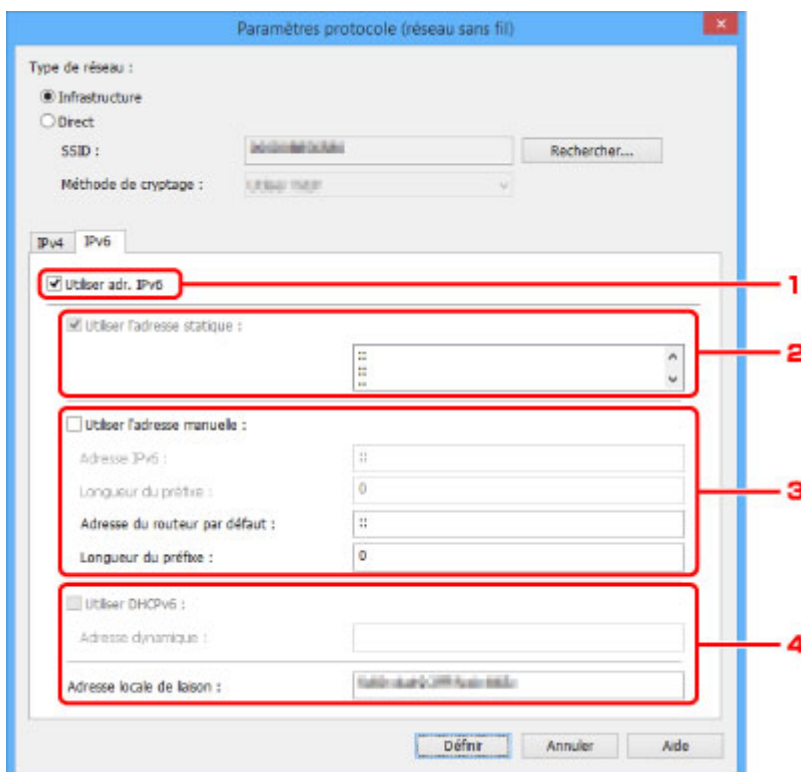 Paramètres protocole (réseau sans fil)
Type de réseau :
Infrastructure
Direct
SSID :
Rechercher...
Méthode de cryptage :
IPv4 IPv6
Utiliser adr. IPv6
1
Utiliser l'adresse statique :
::
::
::
2
Utiliser l'adresse manuelle :
Adresse IPv6 : ::
Longueur du préfixe : 0
3
Adresse du routeur par défaut : ::
Longueur du préfixe : 0
Utiliser DHCPv6 :
Adresse dynamique :
4
Adresse locale de liaison :
Définir Annuler Aide